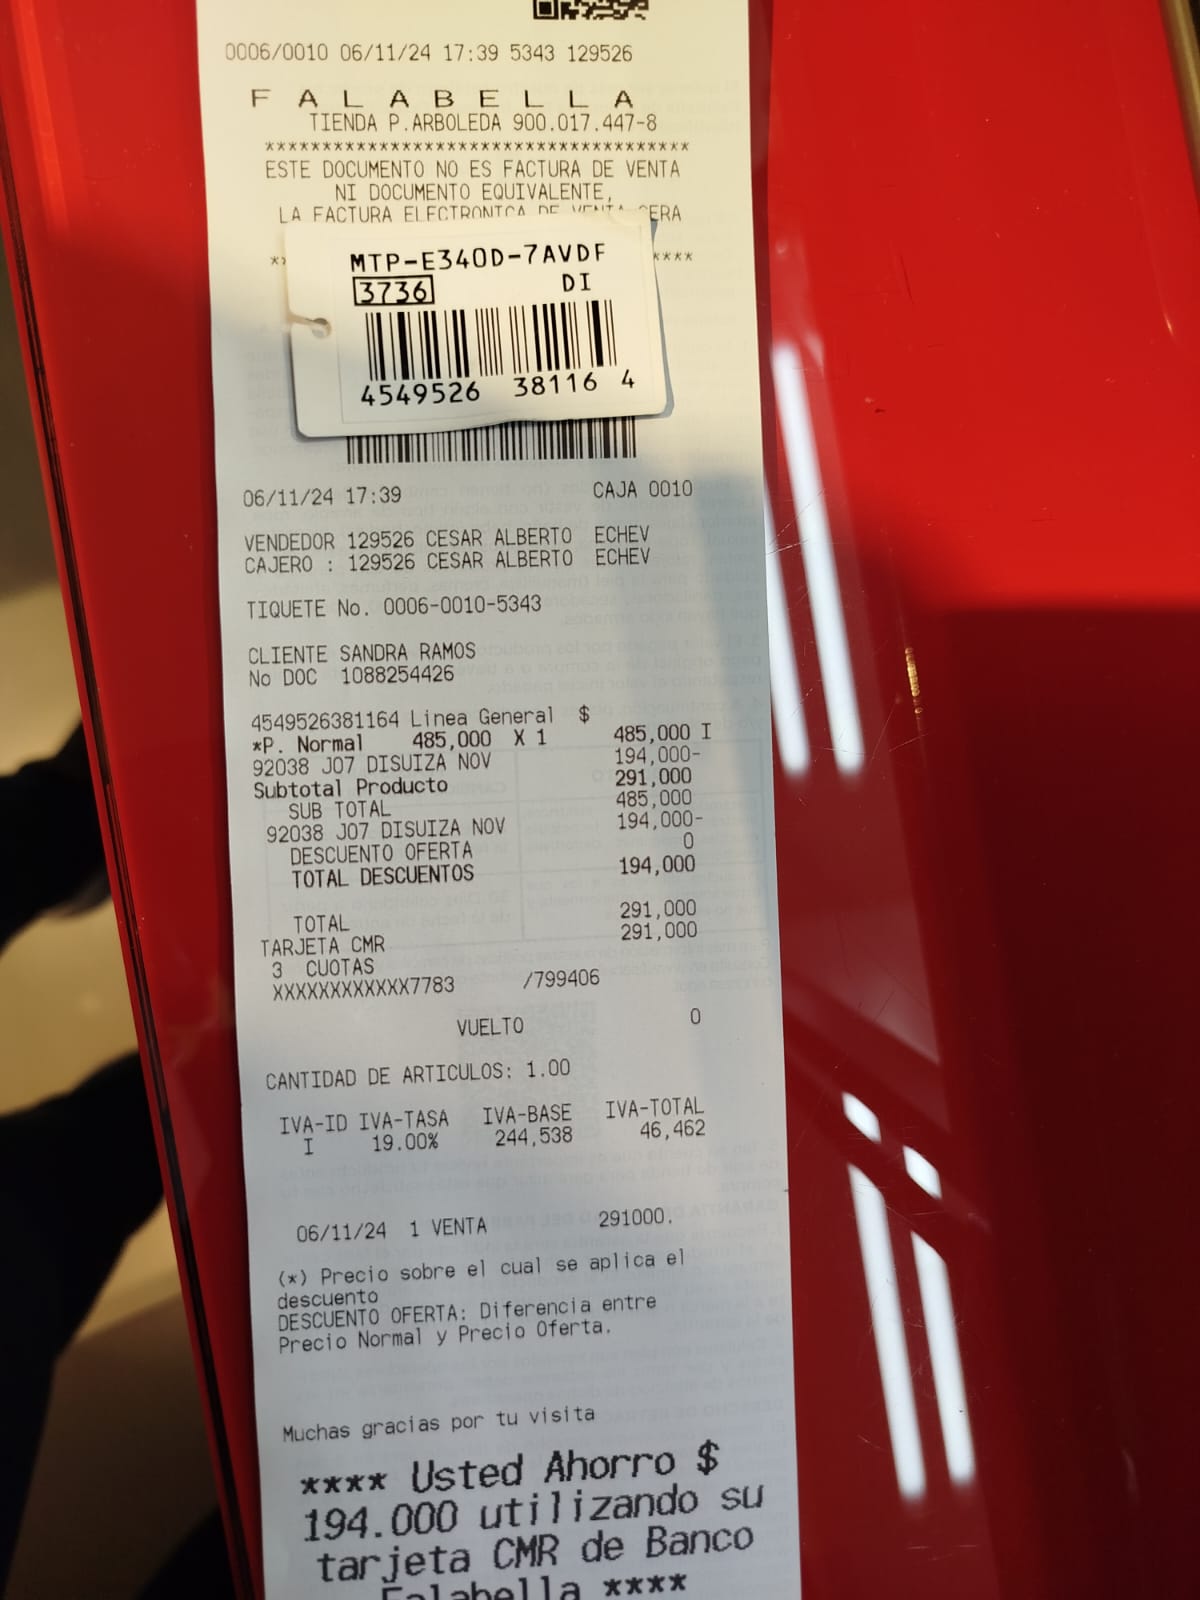 0006/0010 06/11/24 17:39 5343 129526
F A L A B E L L A
TIENDA P.ARBOLEDA 900.017.447-8
*************************************
ESTE DOCUMENTO NO ES FACTURA DE VENTA
NI DOCUMENTO EQUIVALENTE,
LA FACTURA ELECTRONICA DE VENTA SERA
MTP-E340D-7AVDF
3736 DI
4549526 38116 4
06/11/24 17:39 CAJA 0010
VENDEDOR 129526 CESAR ALBERTO ECHEV
CAJERO : 129526 CESAR ALBERTO ECHEV
TIQUETE No. 0006-0010-5343
CLIENTE SANDRA RAMOS
No DOC 1088254426
4549526381164 Linea General $
*P. Normal 485,000 X 1 485,000 I
92038 J07 DISUIZA NOV 194,000-
Subtotal Producto 291,000
SUB TOTAL 485,000
92038 J07 DISUIZA NOV 194,000-
DESCUENTO OFERTA 0
TOTAL DESCUENTOS 194,000
TOTAL 291,000
TARJETA CMR 291,000
3 CUOTAS
XXXXXXXXXXXX7783 /799406
VUELTO 0
CANTIDAD DE ARTICULOS: 1.00
IVA-ID IVA-TASA IVA-BASE IVA-TOTAL
I 19.00% 244,538 46,462
06/11/24 1 VENTA 291000.
(*) Precio sobre el cual se aplica el
descuento
DESCUENTO OFERTA: Diferencia entre
Precio Normal y Precio Oferta.
Muchas gracias por tu visita
**** Usted Ahorro $
194.000 utilizando su
tarjeta CMR de Banco
Falabella ****